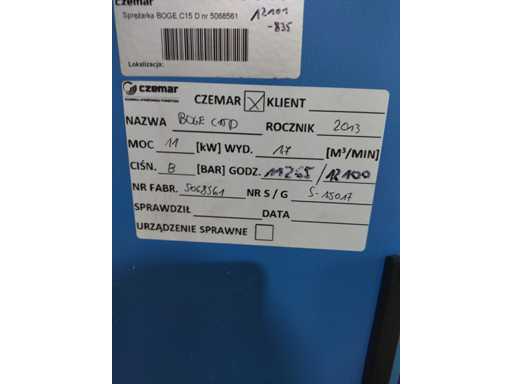 czemar
Sprężarka BOGE C15 D nr 5068561
12101
-835
Lokalizacja:
czemar
CZEMAR X KLIENT
NAZWA BOGE C15D ROCZNIK 2013
MOC 11 [kW] WYD. 1,7 [M³/MIN]
CIŚN. 8 [BAR] GODZ. 11265 / 12100
NR FABR. 5068561 NR S / G S-15017
SPRAWDZIŁ DATA
URZĄDZENIE SPRAWNE